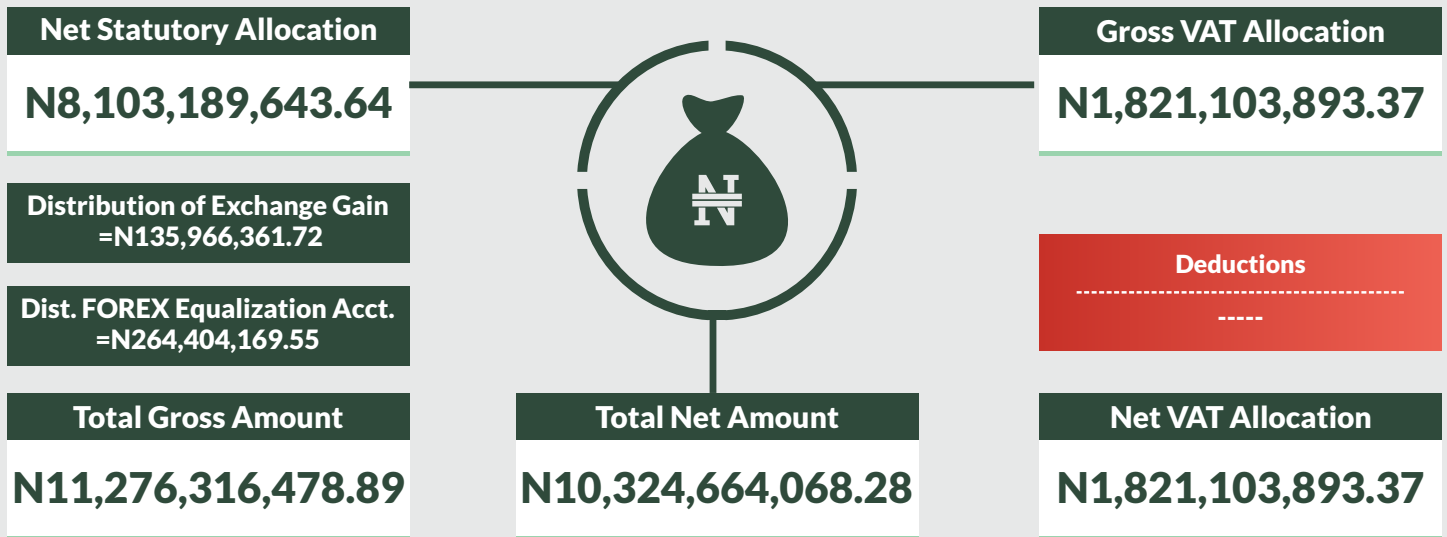 Net Statutory Allocation
N8,103,189,643.64
Distribution of Exchange Gain
=N135,966,361.72
Dist. FOREX Equalization Acct.
=N264,404,169.55
Total Gross Amount
N11,276,316,478.89
₦
Total Net Amount
N10,324,664,068.28
Gross VAT Allocation
N1,821,103,893.37
Deductions
--------------------------------------------
-----
Net VAT Allocation
N1,821,103,893.37